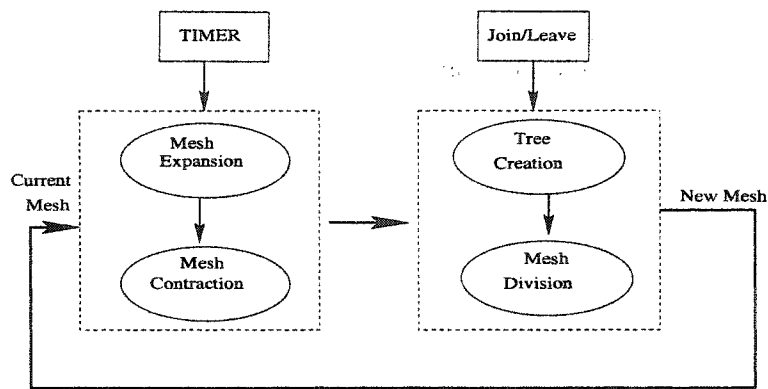 TIMER
Join/Leave
Mesh
Expansion
Tree
Creation
Current
Mesh
New Mesh
Mesh
Contraction
Mesh
Division